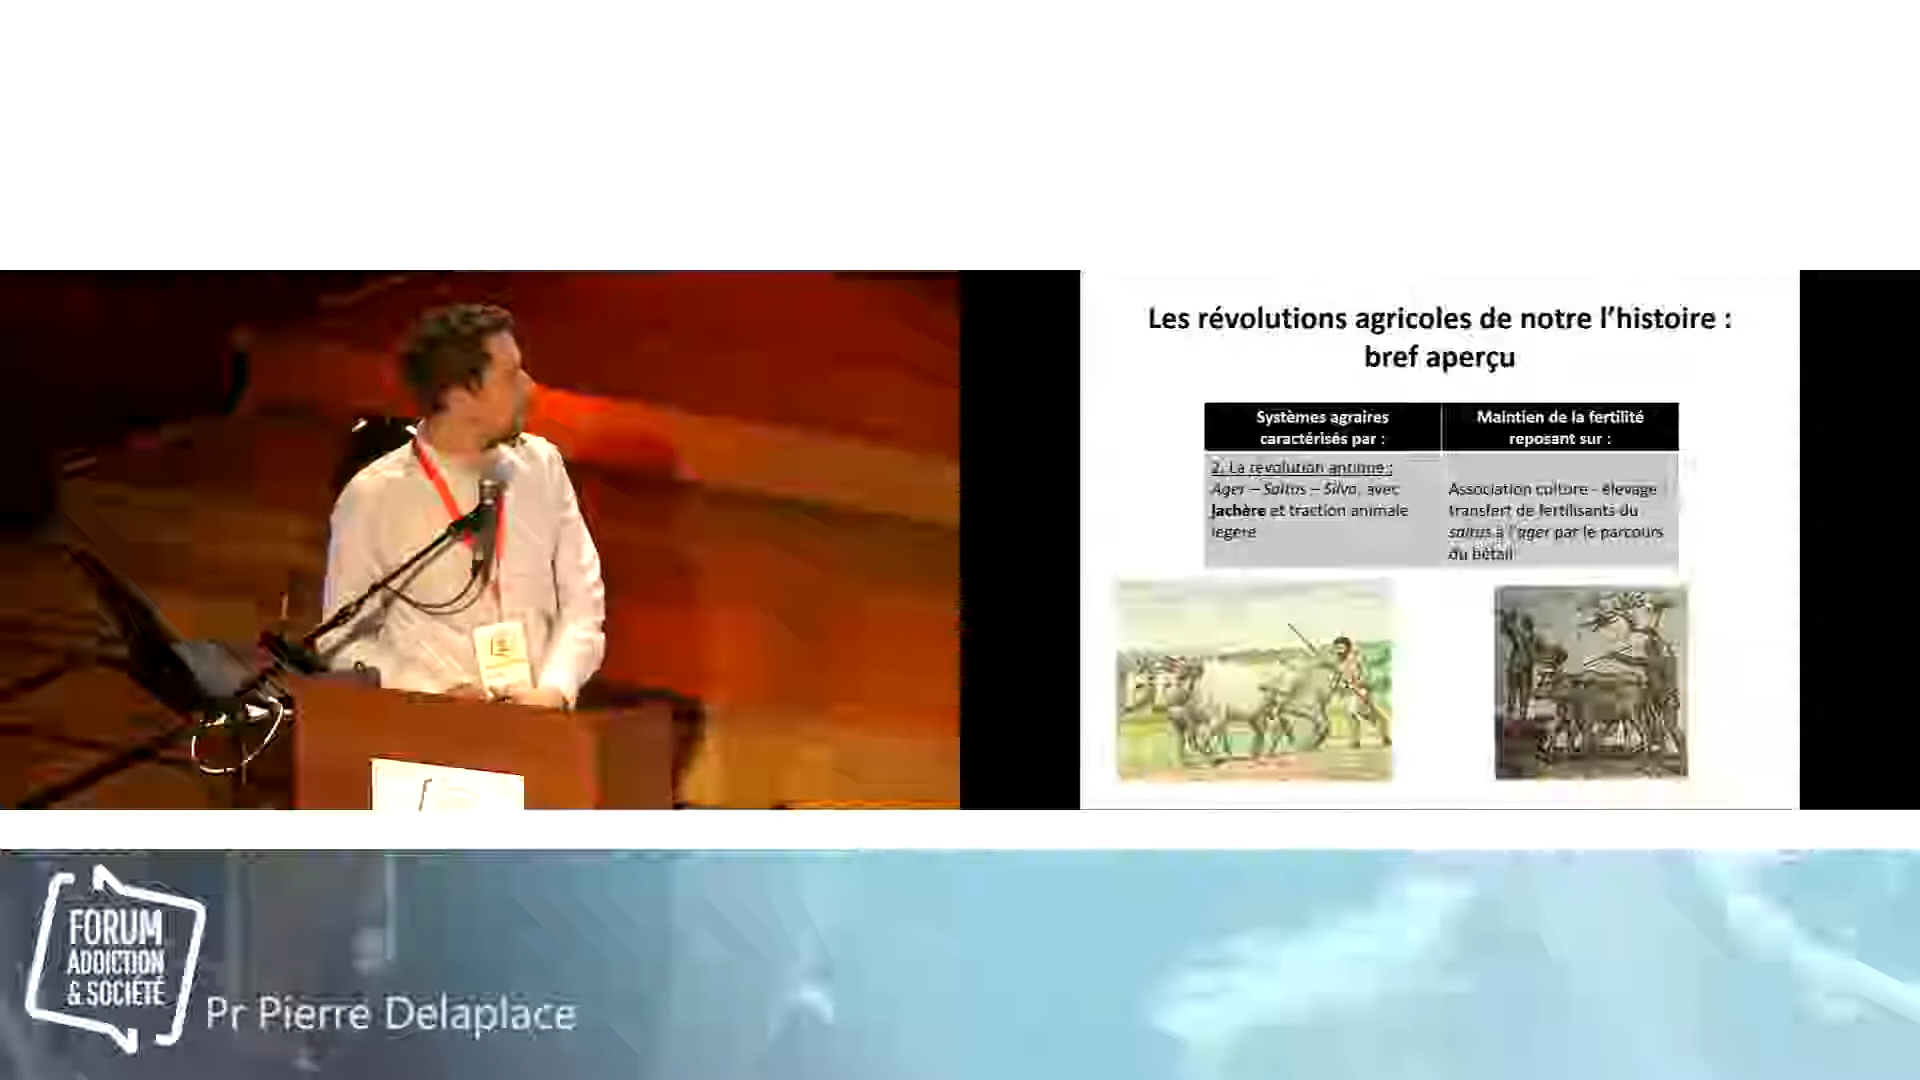 Les révolutions agricoles de notre l'histoire :
bref aperçu
Systèmes agraires
caractérisés par :
Maintien de la fertilité
reposant sur :
2. La révolution antique :
Ager – Saltus – Silva, avec
Jachère et traction animale
légère
Association culture - élevage :
transfert de fertilisants du
saltus à l'ager par le parcours
du bétail
FORUM
ADDICTION
& SOCIÉTÉ
Pr Pierre Delaplace